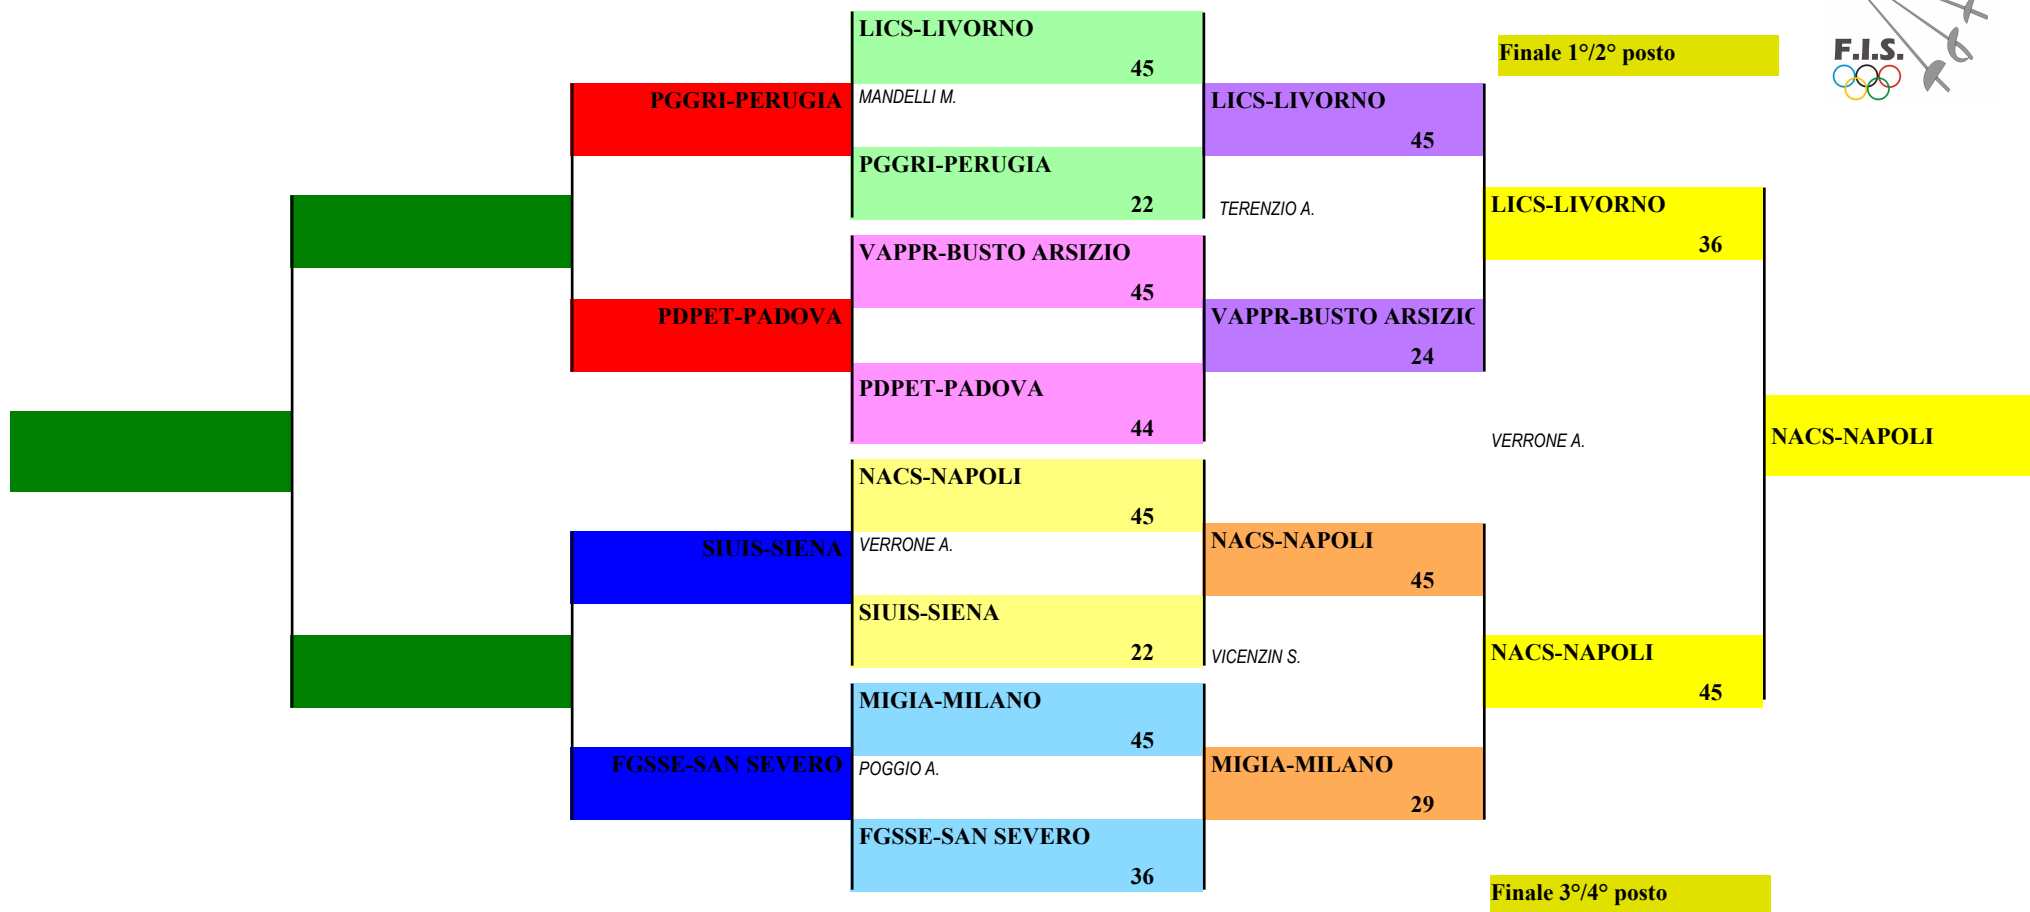 Finale 1°/2° posto
F.I.S.
PGGRI-PERUGIA
PDPET-PADOVA
SIUIS-SIENA
FGSSE-SAN SEVERO
LICS-LIVORNO
45
MANDELLI M.
PGGRI-PERUGIA
22
VAPPR-BUSTO ARSIZIO
45
PDPET-PADOVA
44
NACS-NAPOLI
45
VERRONE A.
SIUIS-SIENA
22
MIGIA-MILANO
45
POGGIO A.
FGSSE-SAN SEVERO
36
LICS-LIVORNO
45
TERENZIO A.
VAPPR-BUSTO ARSIZIO
24
NACS-NAPOLI
45
VICENZIN S.
MIGIA-MILANO
29
LICS-LIVORNO
36
VERRONE A.
NACS-NAPOLI
45
NACS-NAPOLI
Finale 3°/4° posto